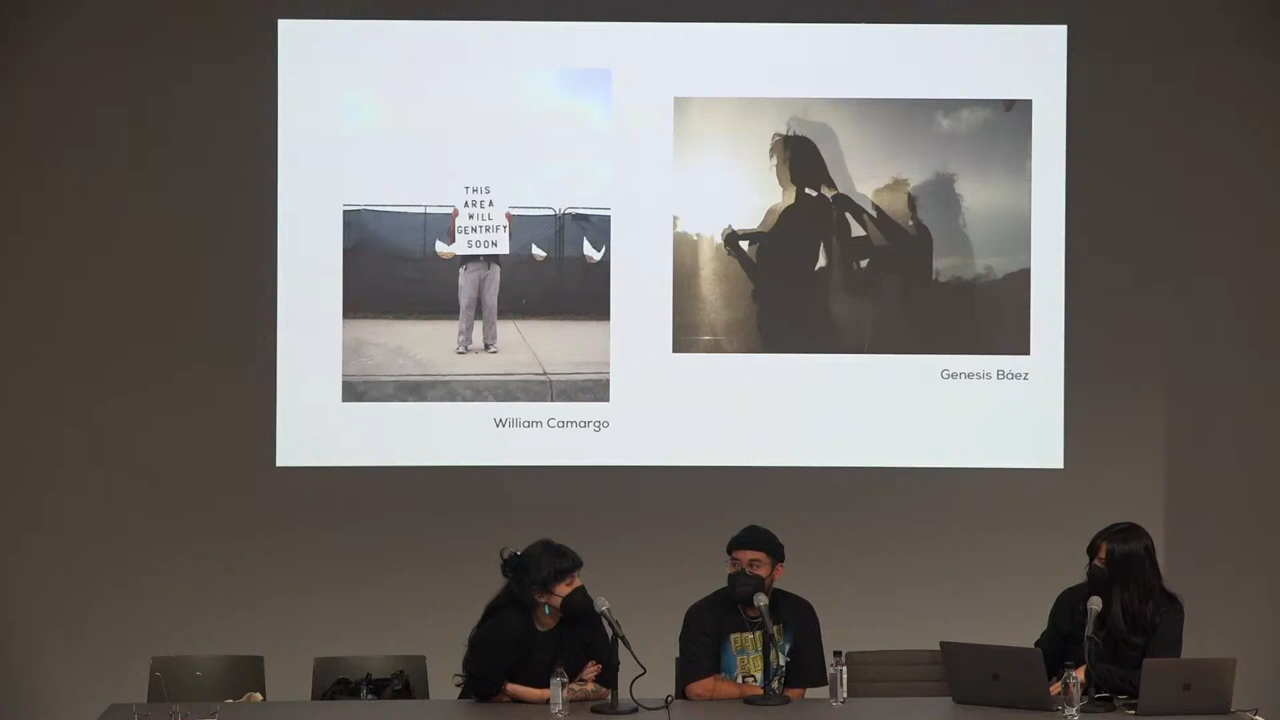 THIS
AREA
WILL
GENTRIFY
SOON
William Camargo
Genesis Báez